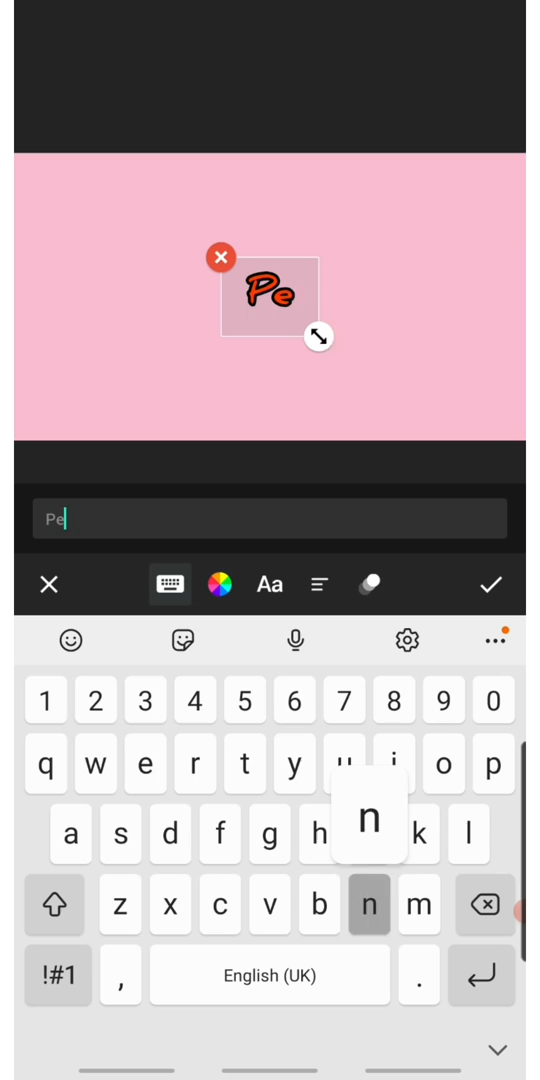 Pe
Pe
Aa
1 2 3 4 5 6 7 8 9 0
q w e r t y u i o p
n
a s d f g h k l
z x c v b n m
!#1 , English (UK) .